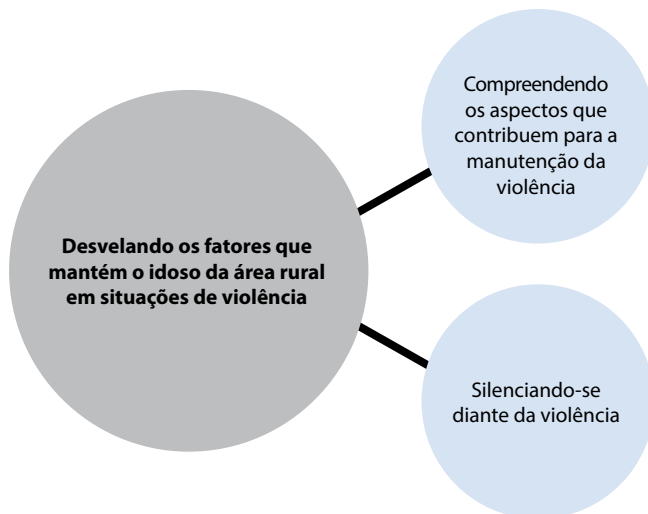 Compreendendo
os aspectos que
contribuem para a
manutenção da
violência
Desvelando os fatores que
mantém o idoso da área rural
em situações de violência
Silenciando-se
diante da violência